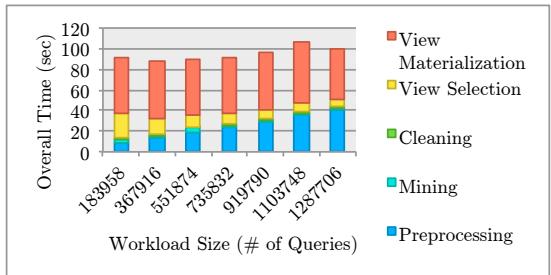 Overall Time (sec)
120
100
80
60
40
20
0
183958
367916
551874
735832
919790
1103748
1287706
Workload Size (# of Queries)
View
Materialization
View Selection
Cleaning
Mining
Preprocessing